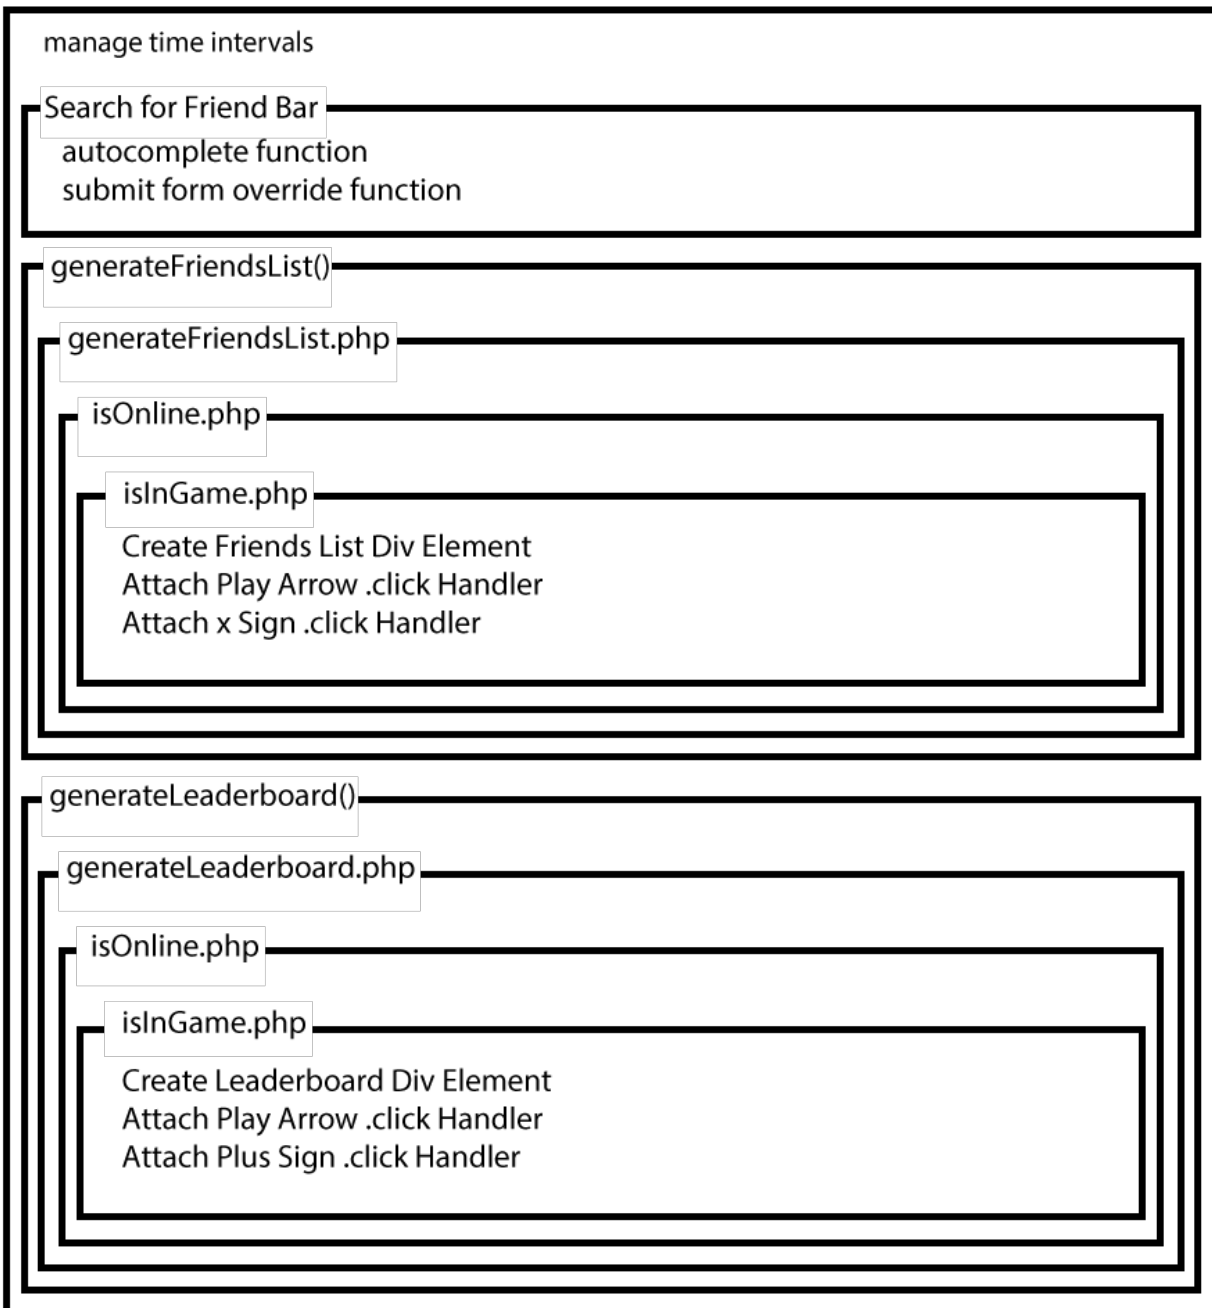 manage time intervals
Search for Friend Bar
autocomplete function
submit form override function
generateFriendsList()
generateFriendsList.php
isOnline.php
isInGame.php
Create Friends List Div Element
Attach Play Arrow .click Handler
Attach x Sign .click Handler
generateLeaderboard()
generateLeaderboard.php
isOnline.php
isInGame.php
Create Leaderboard Div Element
Attach Play Arrow .click Handler
Attach Plus Sign .click Handler